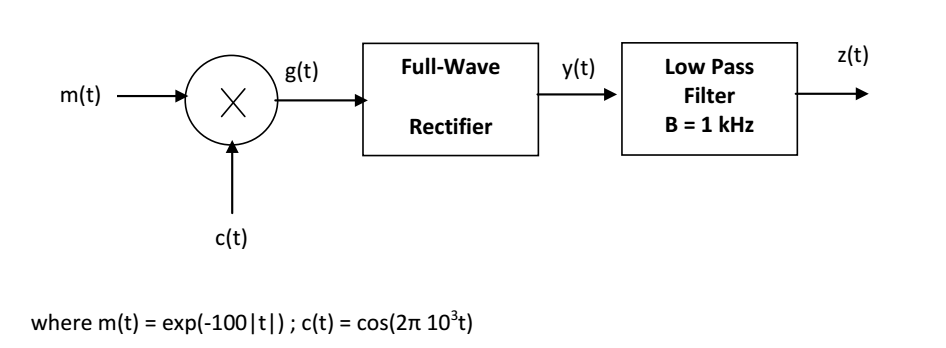 m(t)
g(t)
Full-Wave
Rectifier
y(t)
Low Pass
Filter
B = 1 kHz
z(t)
c(t)
where m(t) = exp(-100|t|) ; c(t) = cos(2π 10³t)